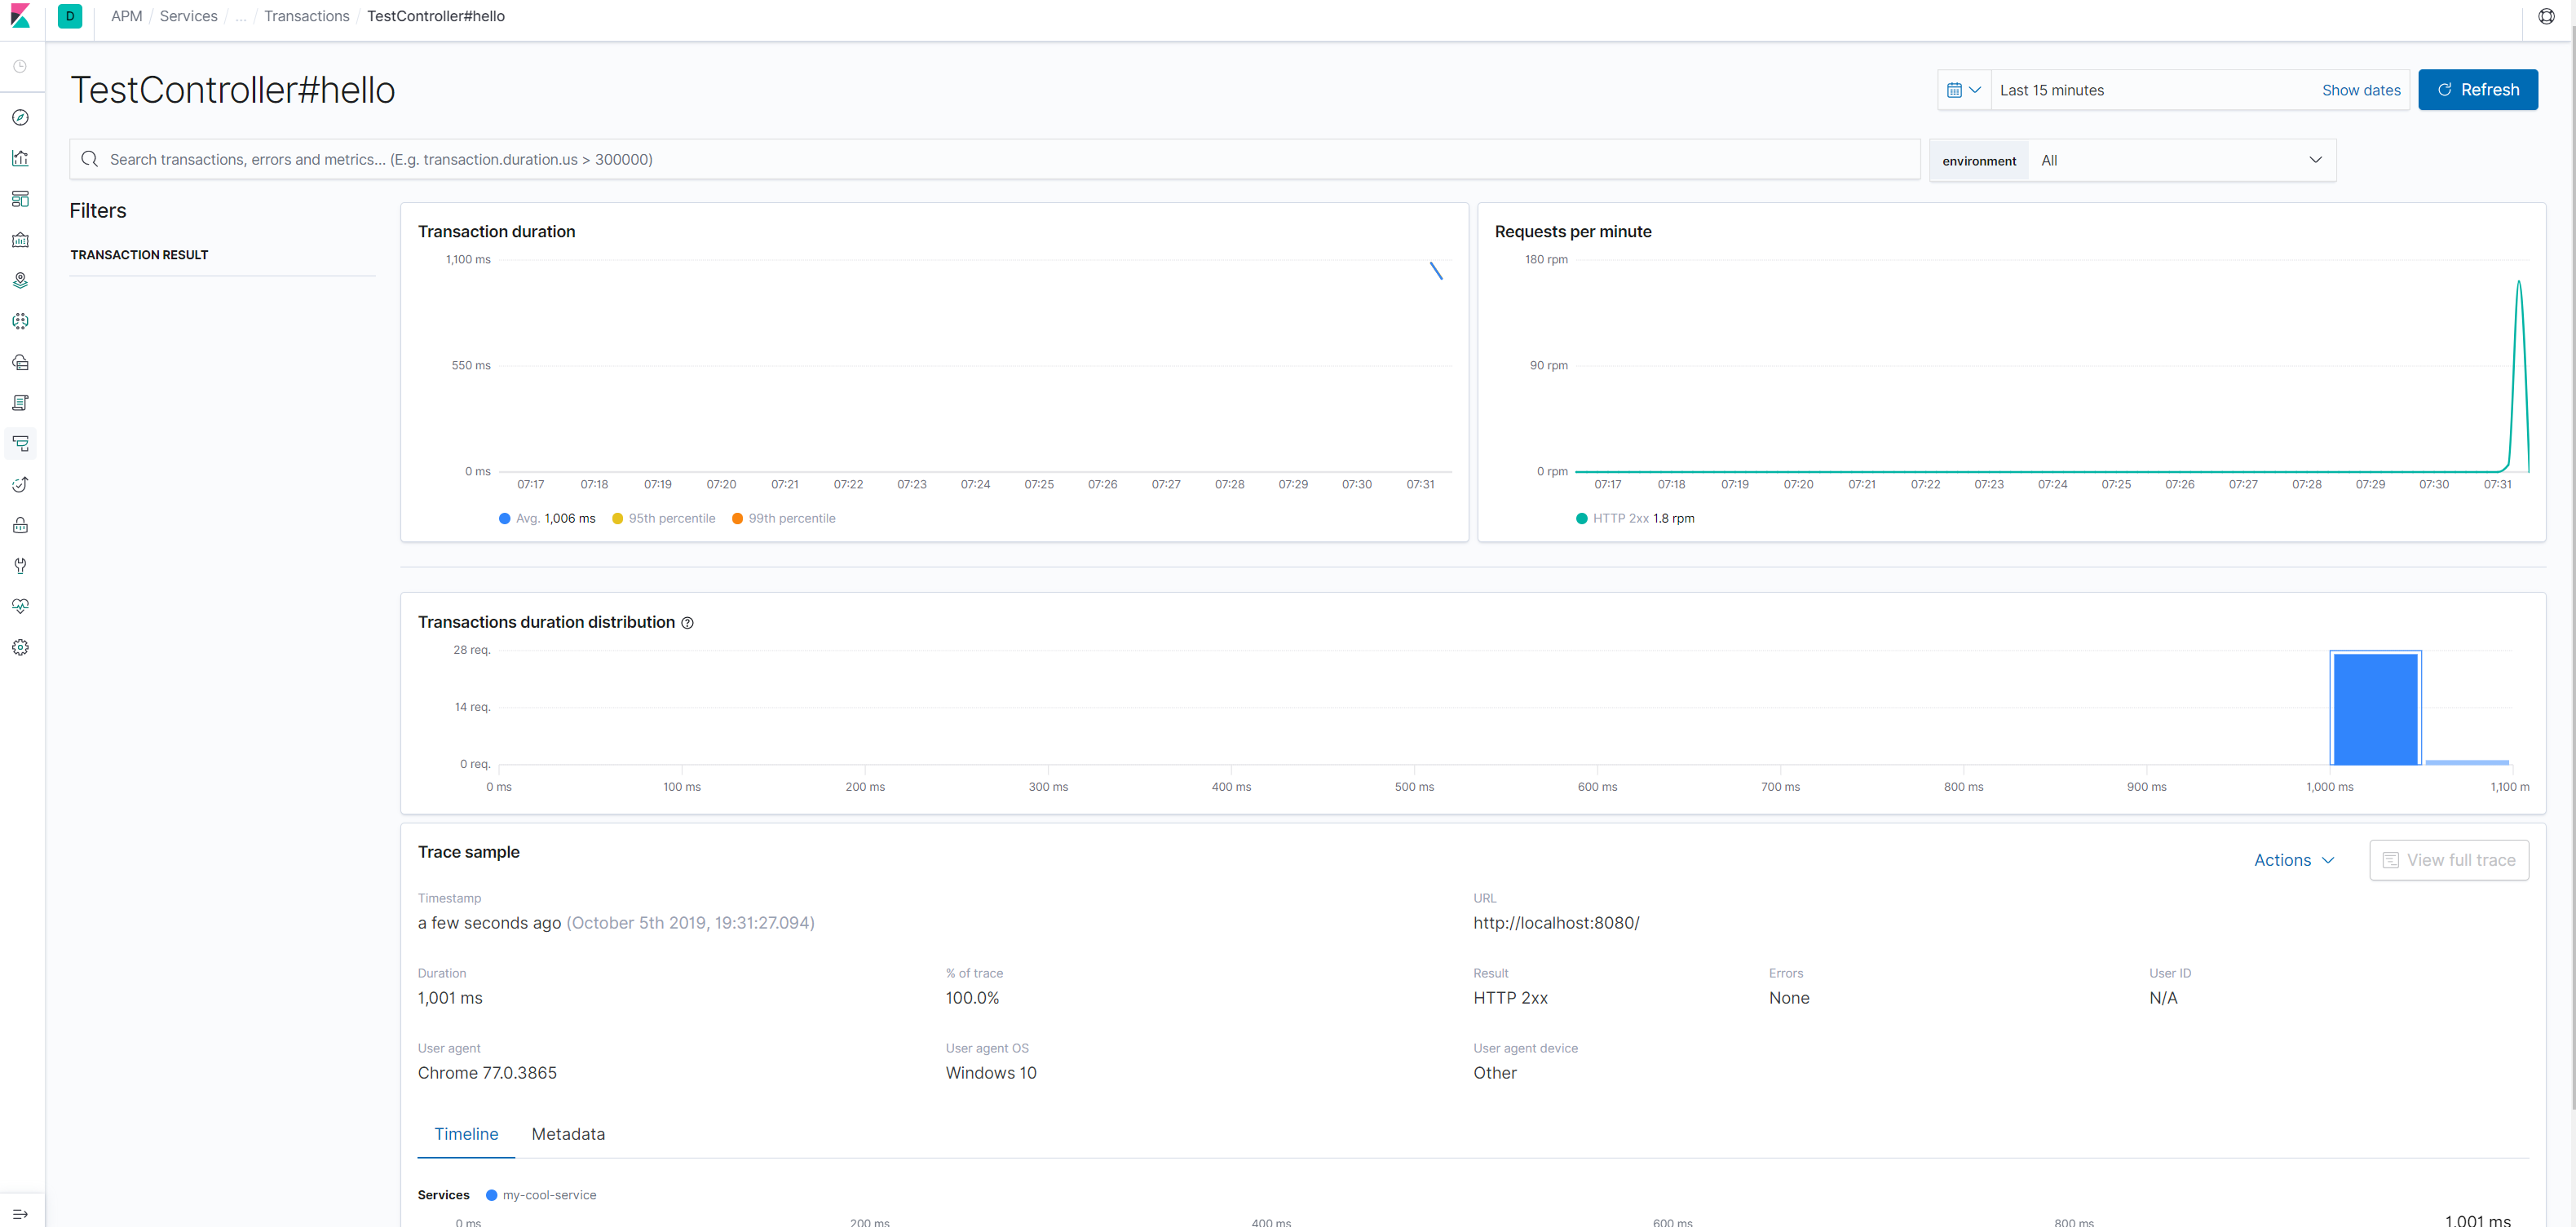 D APM / Services / ... / Transactions / TestController#hello
TestController#hello
Last 15 minutes Show dates Refresh
Search transactions, errors and metrics... (E.g. transaction.duration.us > 300000) environment All
Filters
TRANSACTION RESULT
Transaction duration
1,100 ms
550 ms
0 ms
07:17 07:18 07:19 07:20 07:21 07:22 07:23 07:24 07:25 07:26 07:27 07:28 07:29 07:30 07:31
Avg. 1,006 ms 95th percentile 99th percentile
Requests per minute
180 rpm
90 rpm
0 rpm
07:17 07:18 07:19 07:20 07:21 07:22 07:23 07:24 07:25 07:26 07:27 07:28 07:29 07:30 07:31
HTTP 2xx 1.8 rpm
Transactions duration distribution
28 req.
14 req.
0 req.
0 ms 100 ms 200 ms 300 ms 400 ms 500 ms 600 ms 700 ms 800 ms 900 ms 1,000 ms 1,100 m
Trace sample
Actions View full trace
Timestamp URL
a few seconds ago (October 5th 2019, 19:31:27.094) http://localhost:8080/
Duration % of trace Result Errors User ID
1,001 ms 100.0% HTTP 2xx None N/A
User agent User agent OS User agent device
Chrome 77.0.3865 Windows 10 Other
Timeline Metadata
Services my-cool-service
0 ms 200 ms 400 ms 600 ms 800 ms 1,001 ms